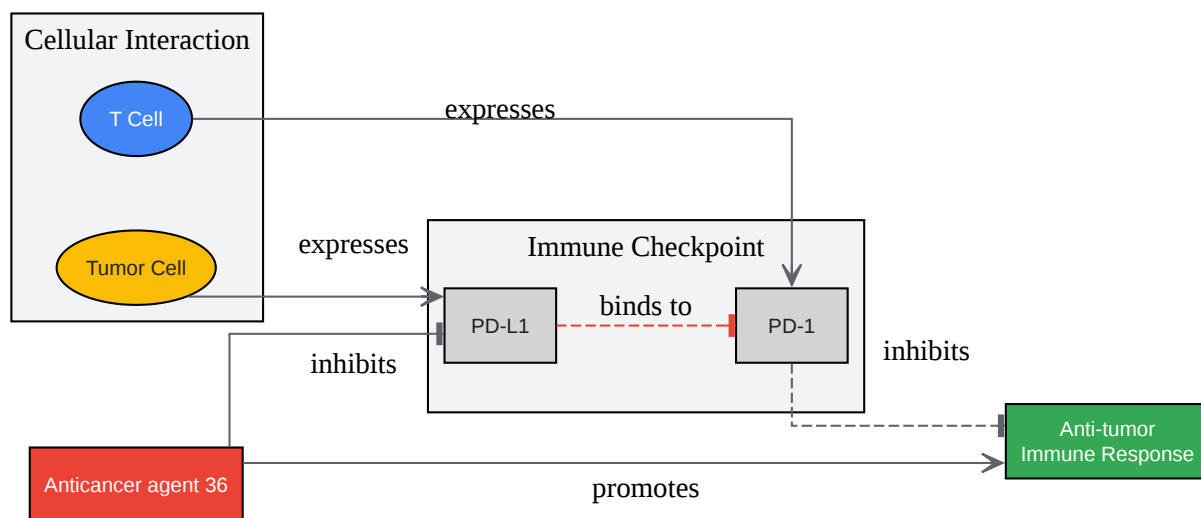 Cellular Interaction
T Cell
expresses
Tumor Cell
expresses
Immune Checkpoint
PD-L1
binds to
PD-1
inhibits
inhibits
Anti-tumor
Immune Response
Anticancer agent 36
promotes